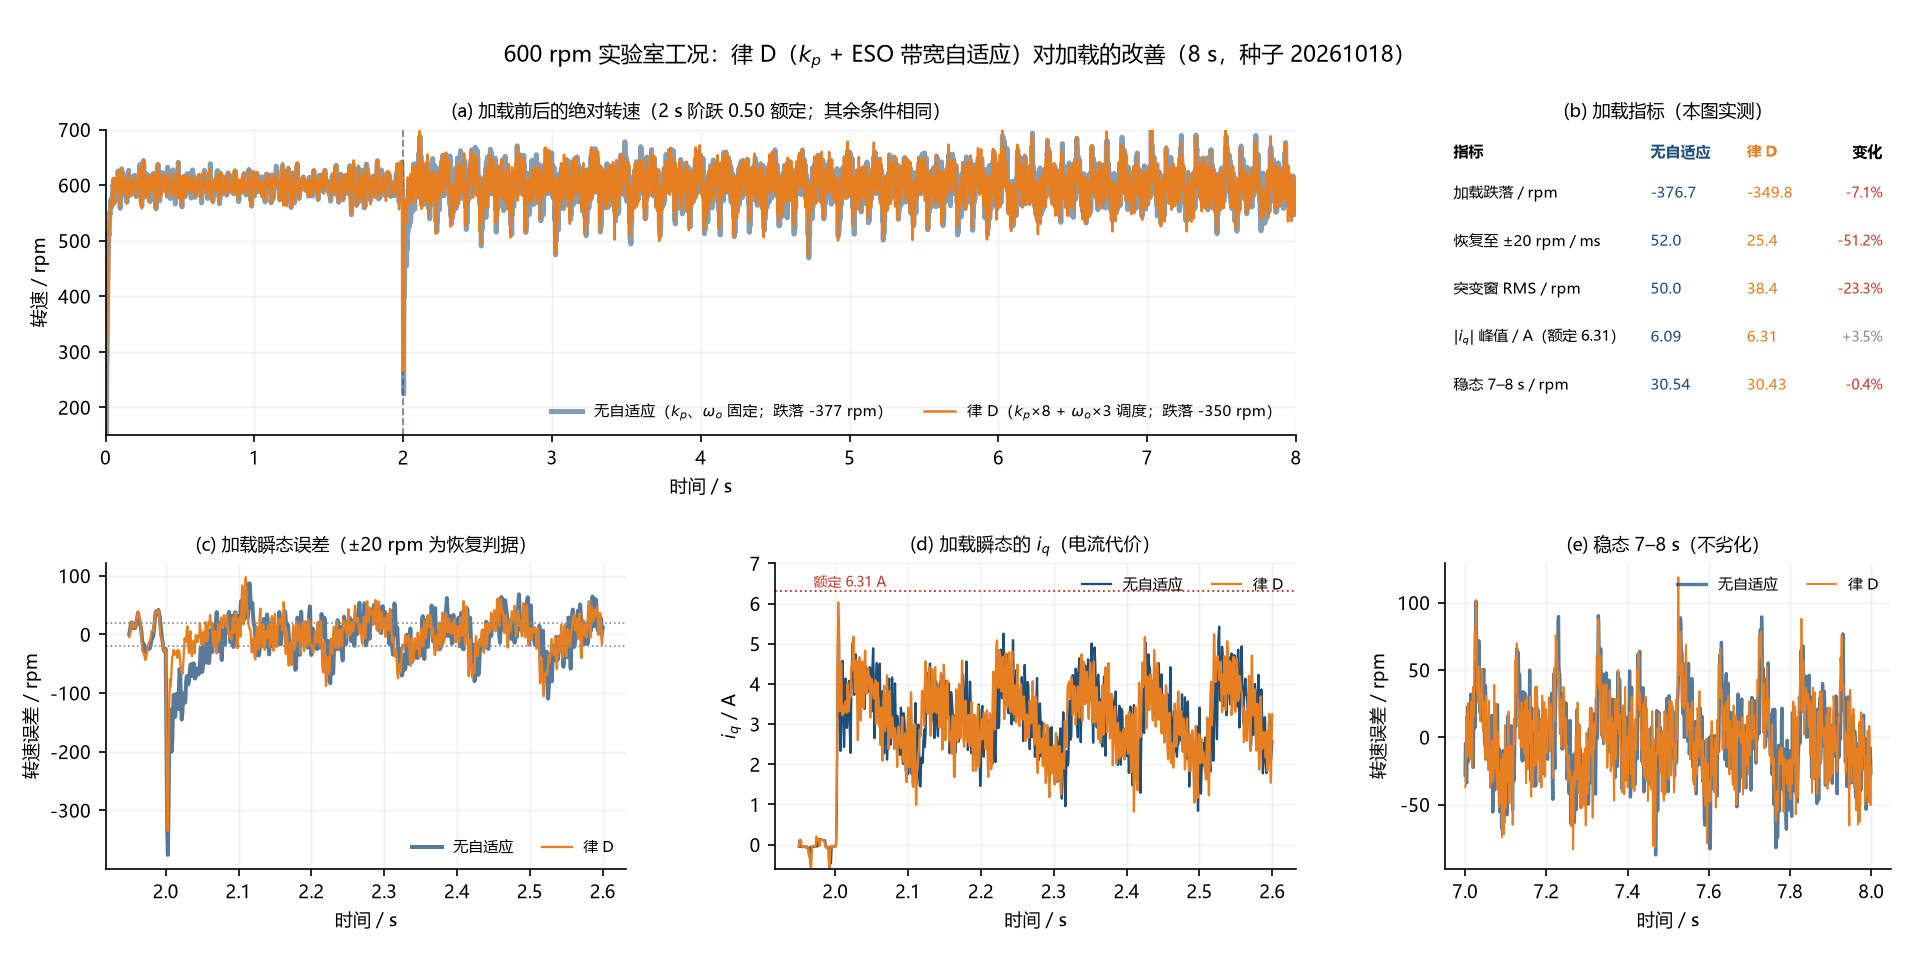 600 rpm 实验室工况：律 D（kₚ + ESO 带宽自适应）对加载的改善（8 s，种子 20261018）
(a) 加载前后的绝对转速（2 s 阶跃 0.50 额定；其余条件相同）
转速 / rpm
700
600
500
400
300
200
无自适应（kₚ、ωₒ 固定；跌落 -377 rpm）
律 D（kₚ×8 + ωₒ×3 调度；跌落 -350 rpm）
0 1 2 3 4 5 6 7 8
时间 / s
(b) 加载指标（本图实测）
指标 无自适应 律 D 变化
加载跌落 / rpm -376.7 -349.8 -7.1%
恢复至 ±20 rpm / ms 52.0 25.4 -51.2%
突变窗 RMS / rpm 50.0 38.4 -23.3%
|i_q| 峰值 / A（额定 6.31） 6.09 6.31 +3.5%
稳态 7–8 s / rpm 30.54 30.43 -0.4%
(c) 加载瞬态误差（±20 rpm 为恢复判据）
转速误差 / rpm
100
0
-100
-200
-300
无自适应 律 D
2.0 2.1 2.2 2.3 2.4 2.5 2.6
时间 / s
(d) 加载瞬态的 i_q（电流代价）
i_q / A
7
6
5
4
3
2
1
0
额定 6.31 A
无自适应 律 D
2.0 2.1 2.2 2.3 2.4 2.5 2.6
时间 / s
(e) 稳态 7–8 s（不劣化）
转速误差 / rpm
100
50
0
-50
无自适应 律 D
7.0 7.2 7.4 7.6 7.8 8.0
时间 / s